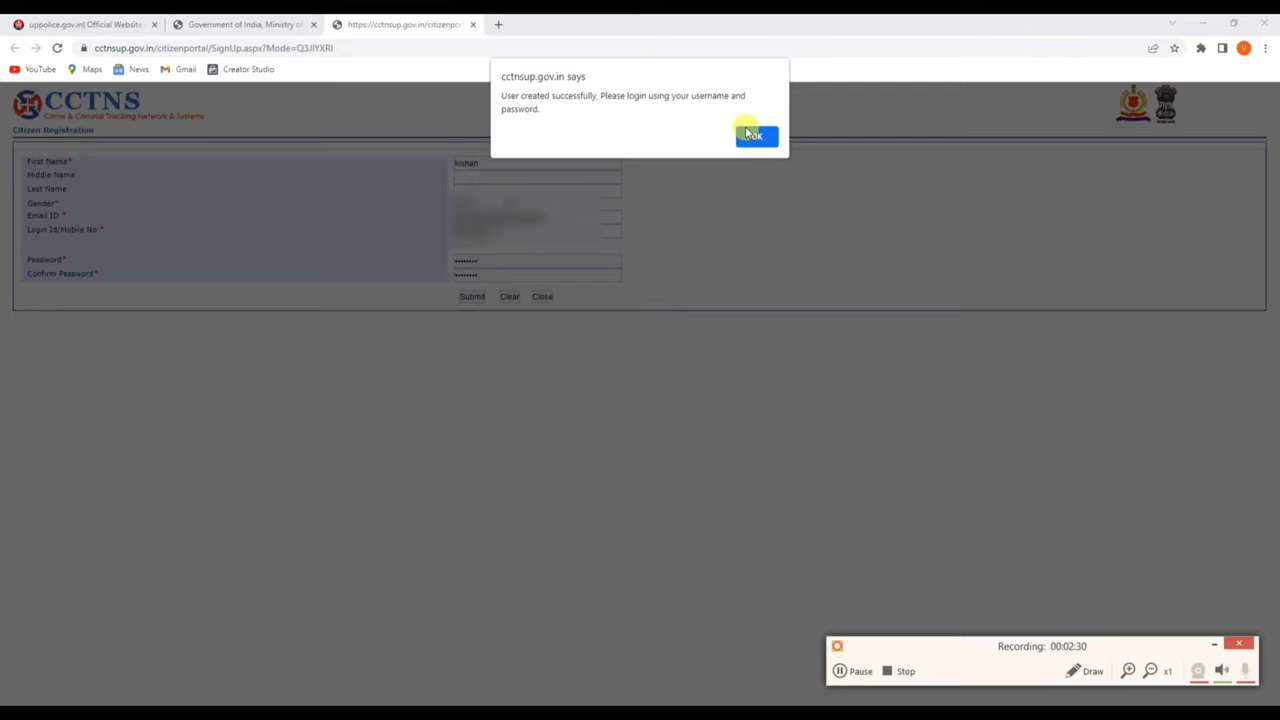 uppolice.gov.in| Official Website
Government of India, Ministry of
https://cctnsup.gov.in/citizenpor
cctnsup.gov.in/citizenportal/SignUp.aspx?Mode=Q3JlYXRl
YouTube
Maps
News
Gmail
Creator Studio
V
cctnsup.gov.in says
User created successfully, Please login using your username and
password.
CCTNS
Crime & Criminal Tracking Network & Systems
Citizen Registration
First Name*
kishan
Middle Name
Last Name
Gender*
Email ID *
Login Id/Mobile No *
Password*
Confirm Password*
Submit
Clear
Close
Recording: 00:02:30
Pause
Stop
Draw
x1